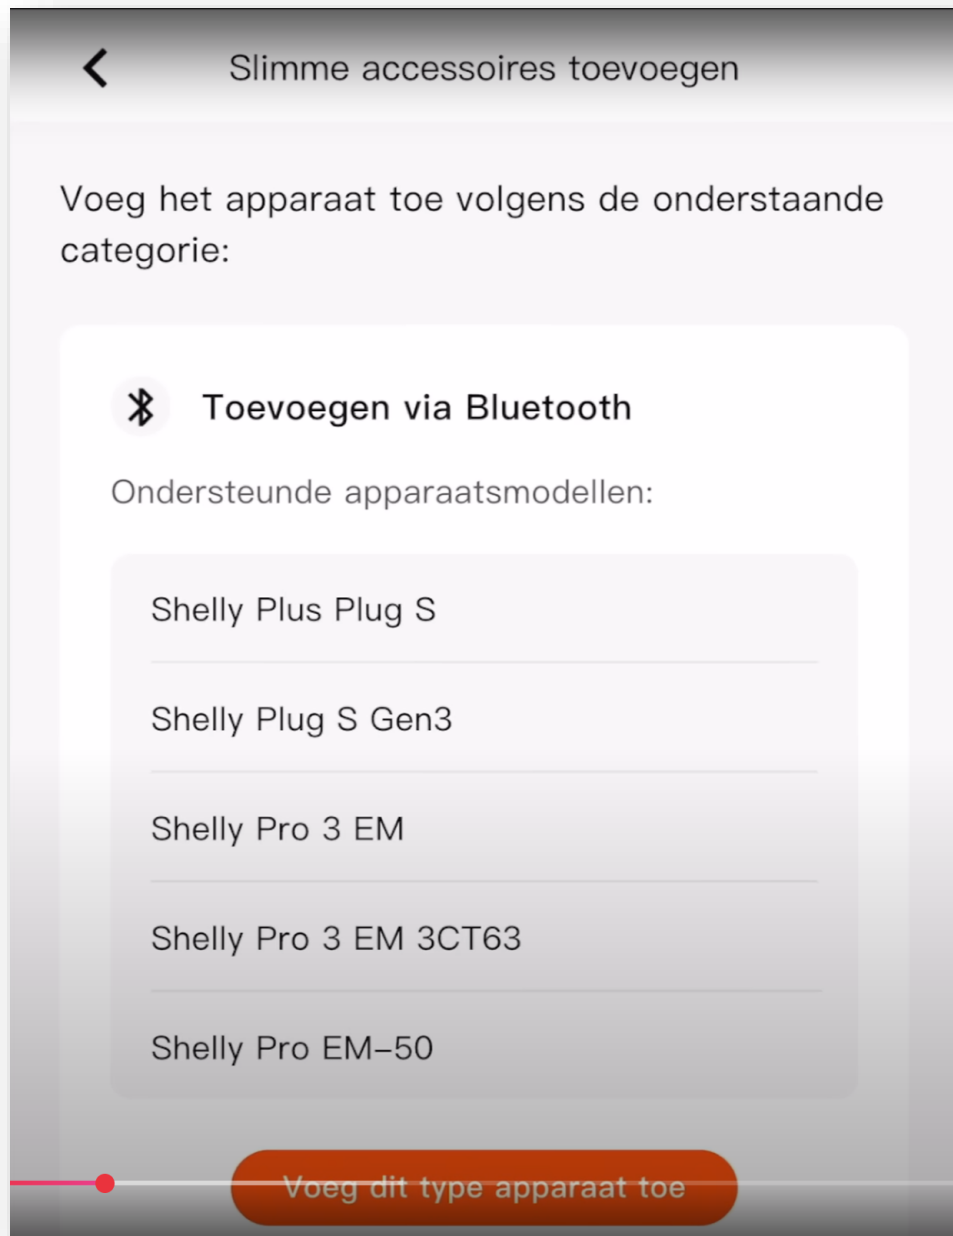 Slimme accessoires toevoegen
Voeg het apparaat toe volgens de onderstaande
categorie:
Toevoegen via Bluetooth
Ondersteunde apparaatsmodellen:
Shelly Plus Plug S
Shelly Plug S Gen3
Shelly Pro 3 EM
Shelly Pro 3 EM 3CT63
Shelly Pro EM–50
Voeg dit type apparaat toe